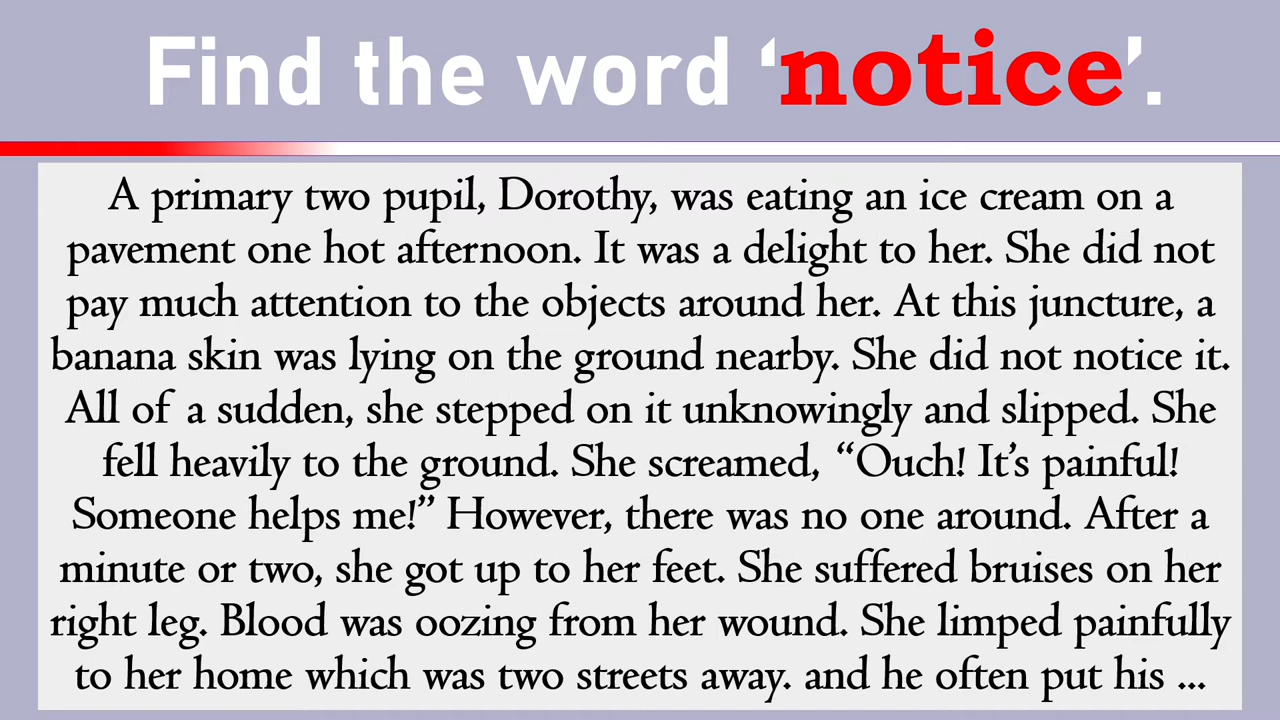 Find the word ‘notice’.
A primary two pupil, Dorothy, was eating an ice cream on a
pavement one hot afternoon. It was a delight to her. She did not
pay much attention to the objects around her. At this juncture, a
banana skin was lying on the ground nearby. She did not notice it.
All of a sudden, she stepped on it unknowingly and slipped. She
fell heavily to the ground. She screamed, “Ouch! It’s painful!
Someone helps me!” However, there was no one around. After a
minute or two, she got up to her feet. She suffered bruises on her
right leg. Blood was oozing from her wound. She limped painfully
to her home which was two streets away. and he often put his ...